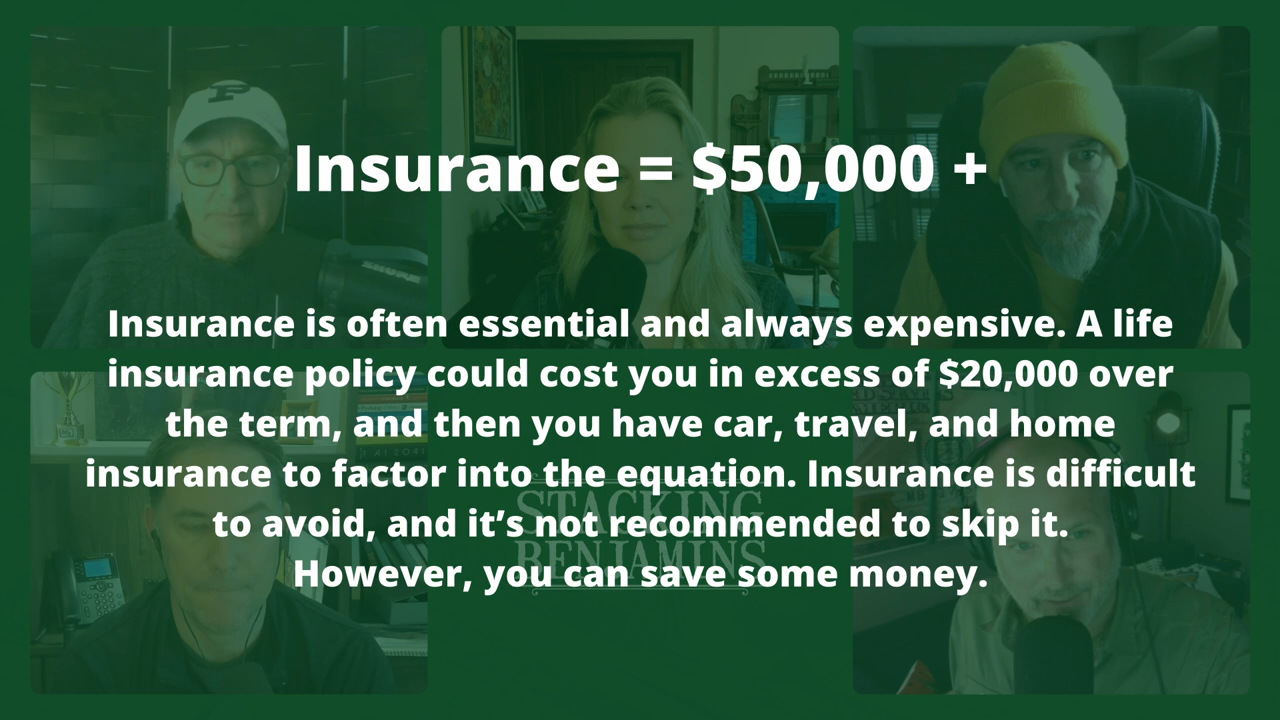 Insurance = $50,000 +
Insurance is often essential and always expensive. A life
insurance policy could cost you in excess of $20,000 over
the term, and then you have car, travel, and home
insurance to factor into the equation. Insurance is difficult
to avoid, and it’s not recommended to skip it.
However, you can save some money.
STACKING
BENJAMINS
P